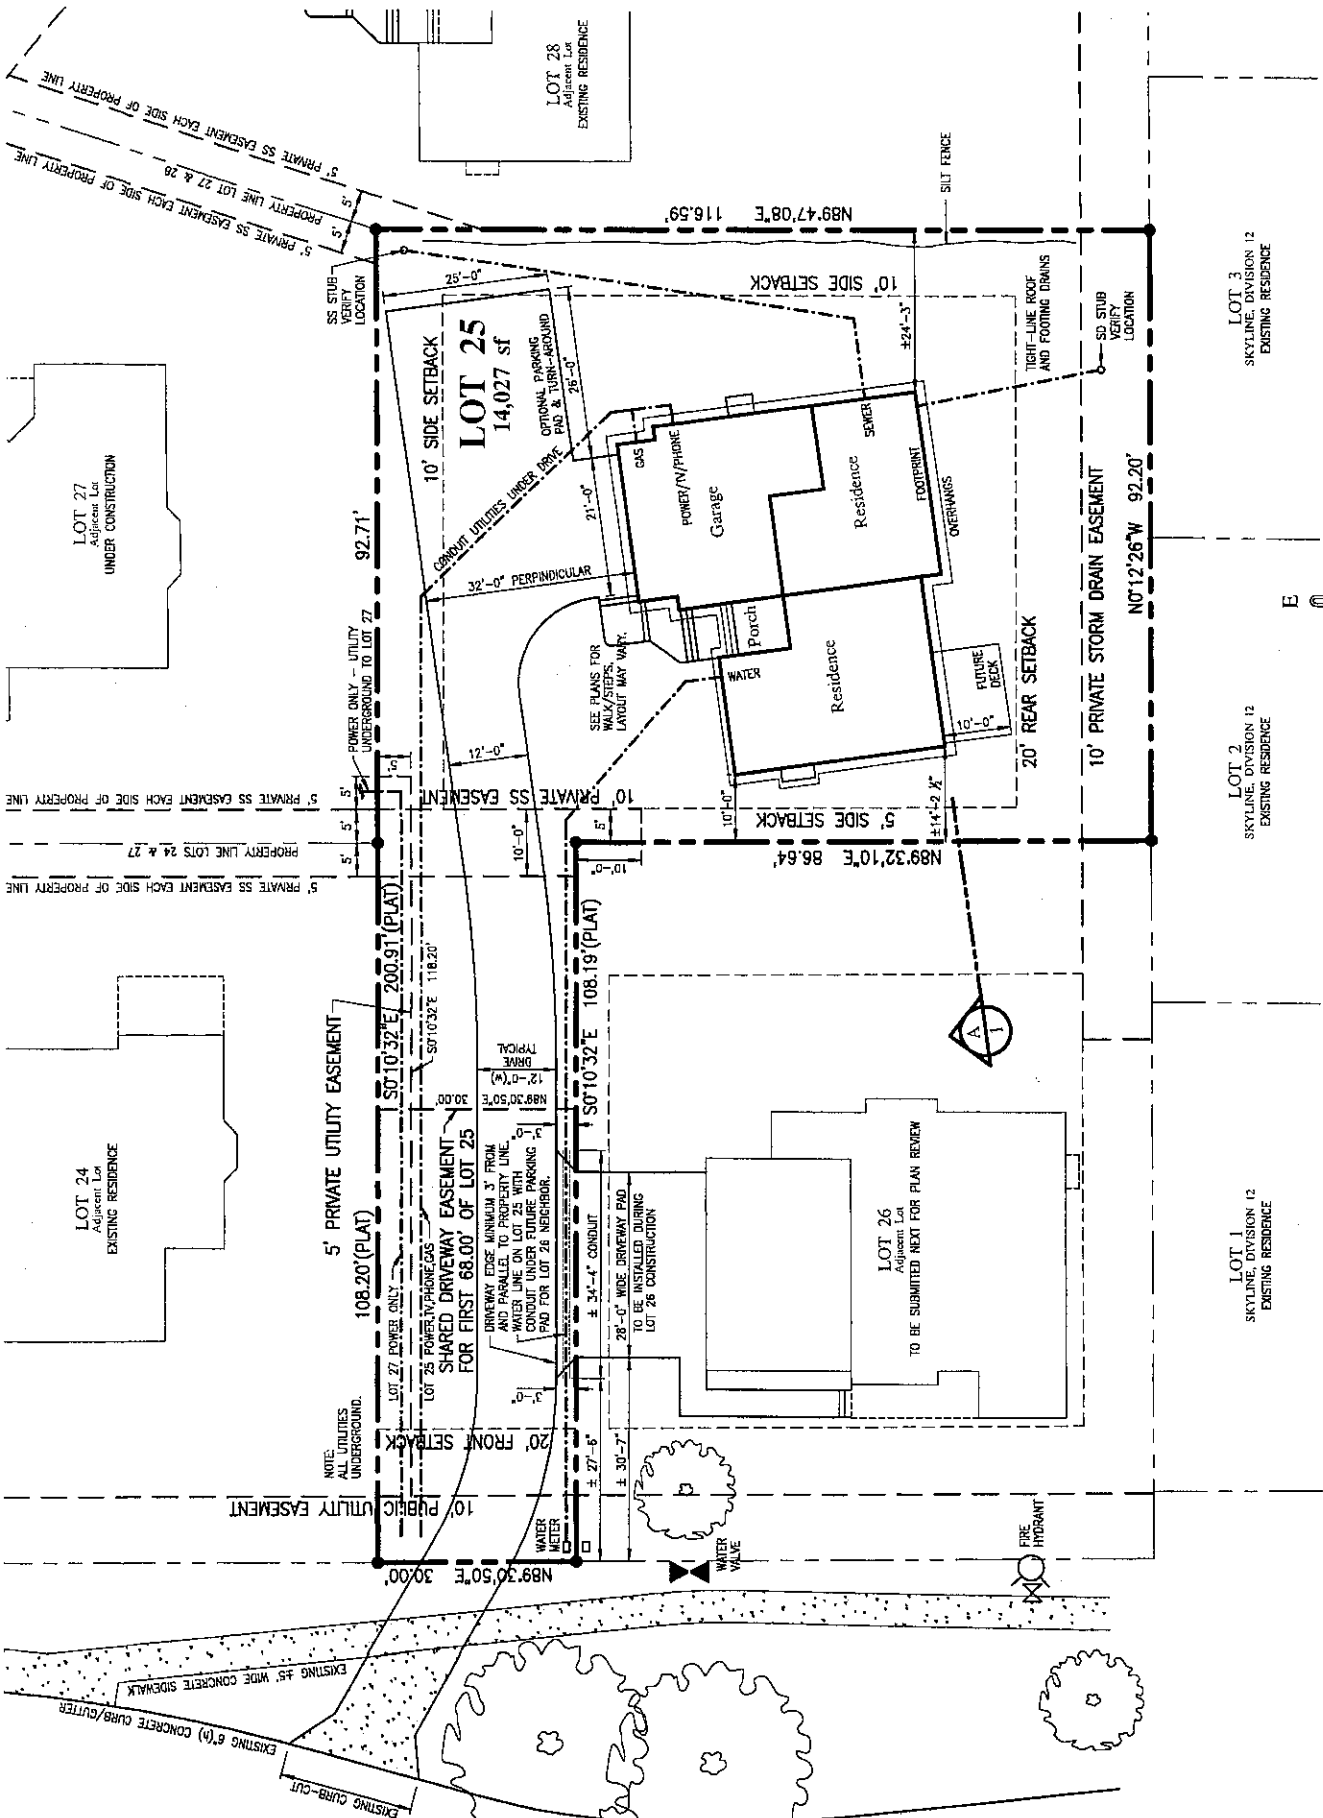 LOT 28
Adjacent Lot
EXISTING RESIDENCE
5' PRIVATE SS EASEMENT EACH SIDE OF PROPERTY LINE
PROPERTY LINE LOT 27 & 28
5' PRIVATE SS EASEMENT EACH SIDE OF PROPERTY LINE
5'
5'
SILT FENCE
N89°47'08"E 116.59'
SS STUB
VERIFY
LOCATION
25'-0"
10' SIDE SETBACK
LOT 27
Adjacent Lot
UNDER CONSTRUCTION
92.71'
10' SIDE SETBACK
LOT 25
14,027 sf
OPTIONAL PARKING
PAD & TURN-AROUND
26'-0"
±24'-3"
TIGHT-LINE ROOF
AND FOOTING DRAINS
SD STUB
VERIFY
LOCATION
LOT 3
SKYLINE, DIVISION 12
EXISTING RESIDENCE
CONDUIT UTILITIES UNDER DRIVE
21'-0"
GAS
POWER/TV/PHONE
Garage
SEWER
Residence
FOOTPRINT
OVERHANGS
32'-0" PERPINDICULAR
POWER ONLY - UTILITY
UNDERGROUND TO LOT 27
SEE PLANS FOR
WALK/STEPS.
LAYOUT MAY VARY.
Porch
WATER
Residence
FUTURE
DECK
10'-0"
20' REAR SETBACK
10' PRIVATE STORM DRAIN EASEMENT
N0°12'26"W 92.20'
E
5'
12'-0"
10' PRIVATE SS EASEMENT
5' PRIVATE SS EASEMENT EACH SIDE OF PROPERTY LINE
5'
5'
5'
PROPERTY LINE LOTS 24 & 27
5' PRIVATE SS EASEMENT EACH SIDE OF PROPERTY LINE
10'-0"
5'
10'-0"
10'-0"
5' SIDE SETBACK
±14'-2 ½"
N89°32'10"E 86.64'
LOT 2
SKYLINE, DIVISION 12
EXISTING RESIDENCE
LOT 24
Adjacent Lot
EXISTING RESIDENCE
5' PRIVATE UTILITY EASEMENT
108.20'(PLAT)
S0°10'32"E 200.91'(PLAT)
S0°10'32"E 118.20'
12'-0"(W)
DRIVE
TYPICAL
N89°30'50"E 30.00'
S0°10'32"E 108.19'(PLAT)
A
1
LOT 27 POWER ONLY
LOT 25 POWER,TV,PHONE,GAS
SHARED DRIVEWAY EASEMENT
FOR FIRST 68.00' OF LOT 25
DRIVEWAY EDGE MINIMUM 3' FROM
AND PARALLEL TO PROPERTY LINE.
WATER LINE ON LOT 25 WITH
CONDUIT UNDER FUTURE PARKING
PAD FOR LOT 26 NEIGHBOR.
3'-0"
3'-0"
± 34'-4" CONDUIT
28'-0" WIDE DRIVEWAY PAD
TO BE INSTALLED DURING
LOT 26 CONSTRUCTION
LOT 26
Adjacent Lot
TO BE SUBMITTED NEXT FOR PLAN REVIEW
LOT 1
SKYLINE, DIVISION 12
EXISTING RESIDENCE
NOTE:
ALL UTILITIES
UNDERGROUND.
20' FRONT SETBACK
± 27'-6"
± 30'-7"
10' PUBLIC UTILITY EASEMENT
WATER
METER
N89°30'50"E
30.00'
WATER
VALVE
FIRE
HYDRANT
EXISTING ±5' WIDE CONCRETE SIDEWALK
EXISTING 6"(h) CONCRETE CURB/GUTTER
EXISTING CURB-CUT